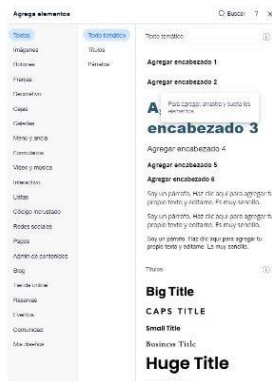 Agrega elementos
Buscar ? ×
Textos
Imágenes
Botones
Franjas
Decorativo
Cajas
Galerías
Menú y ancla
Formularios
Video y música
Interactivo
Listas
Código incrustado
Redes sociales
Pagos
Admin de contenidos
Blog
Tienda online
Reservas
Eventos
Comunidad
Mis diseños
Texto temático
Títulos
Párrafos
Texto temático
Agregar encabezado 1
Agregar encabezado 2
Para agregar, arrastra y suelta los
elementos.
encabezado 3
Agregar encabezado 4
Agregar encabezado 5
Agregar encabezado 6
Soy un párrafo. Haz clic aquí para agregar tu
propio texto y editarme. Es muy sencillo.
Soy un párrafo. Haz clic aquí para agregar tu
propio texto y editarme. Es muy sencillo.
Soy un párrafo. Haz clic aquí para agregar tu
propio texto y editarme. Es muy sencillo.
Títulos
Big Title
CAPS TITLE
Small Title
Business Title
Huge Title